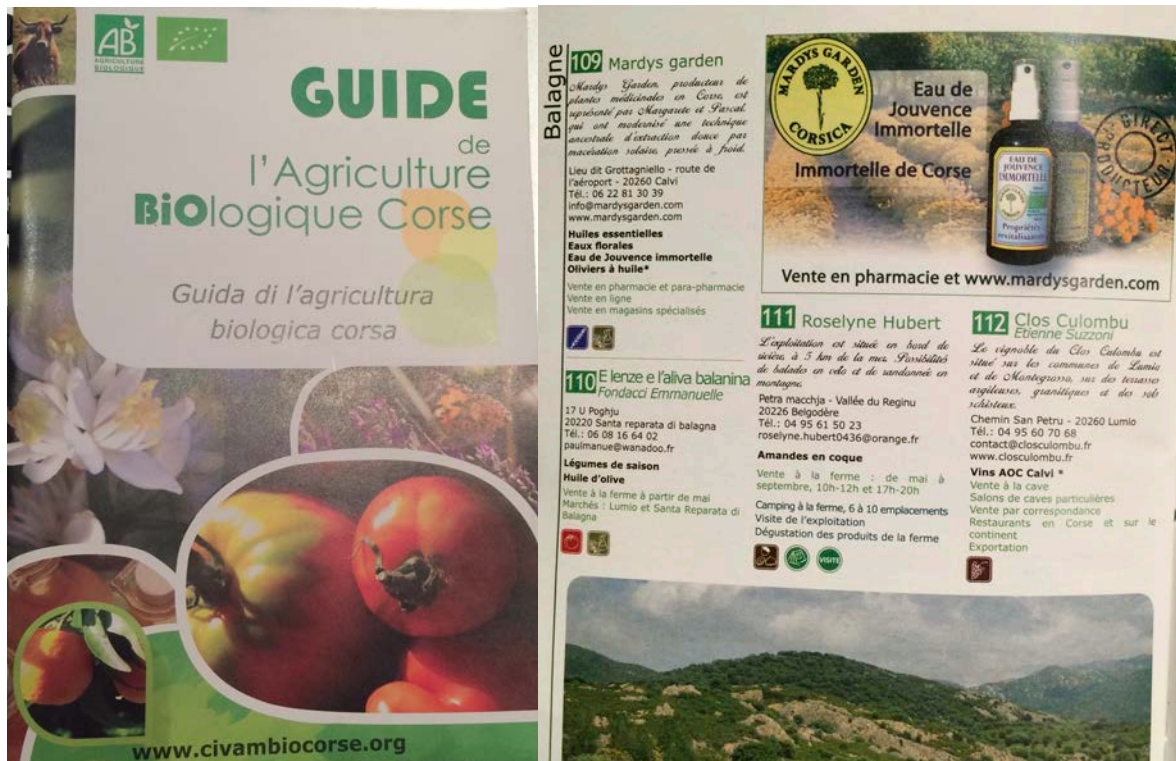 AB
AGRICULTURE
BIOLOGIQUE
GUIDE
de
l'Agriculture
BiOlogique Corse
Guida di l'agricultura
biologica corsa
www.civambiocorse.org
Balagne
109 Mardys garden
Mardys Garden, producteur de
plantes médicinales en Corse, est
représenté par Margarete et Pascal,
qui ont modernisé une technique
ancestrale d'extraction douce par
macération solaire, pressée à froid.
Lieu dit Grottagniello - route de
l'aéroport - 20260 Calvi
Tél.: 06 22 81 30 39
info@mardysgarden.com
www.mardysgarden.com
Huiles essentielles
Eaux florales
Eau de Jouvence immortelle
Oliviers à huile*
Vente en pharmacie et para-pharmacie
Vente en ligne
Vente en magasins spécialisés
110 E lenze e l'aliva balanina
Fondacci Emmanuelle
17 U Poghju
20220 Santa reparata di balagna
Tél.: 06 08 16 64 02
paulmanue@wanadoo.fr
Légumes de saison
Huile d'olive
Vente à la ferme à partir de mai
Marchés : Lumio et Santa Reparata di
Balagna
MARDYS GARDEN
CORSICA
Eau de
Jouvence
Immortelle
Immortelle de Corse
EAU DE
JOUVENCE
IMMORTELLE
Propriétés
revitalisantes
Vente en pharmacie et www.mardysgarden.com
111 Roselyne Hubert
L'exploitation est située en bord de
rivière, à 5 km de la mer. Possibilités
de balades en vélo et de randonnée en
montagne.
Petra macchja - Vallée du Reginu
20226 Belgodère
Tél.: 04 95 61 50 23
roselyne.hubert0436@orange.fr
Amandes en coque
Vente à la ferme : de mai à
septembre, 10h-12h et 17h-20h
Camping à la ferme, 6 à 10 emplacements
Visite de l'exploitation
Dégustation des produits de la ferme
VISITE
112 Clos Culombu
Etienne Suzzoni
Le vignoble du Clos Culombu est
situé sur les communes de Lumio
et de Montegrosso, sur des terrasses
argileuses, granitiques et des sols
schisteux.
Chemin San Petru - 20260 Lumio
Tél.: 04 95 60 70 68
contact@closculombu.fr
www.closculombu.fr
Vins AOC Calvi *
Vente à la cave
Salons de caves particulières
Vente par correspondance
Restaurants en Corse et sur le
continent
Exportation